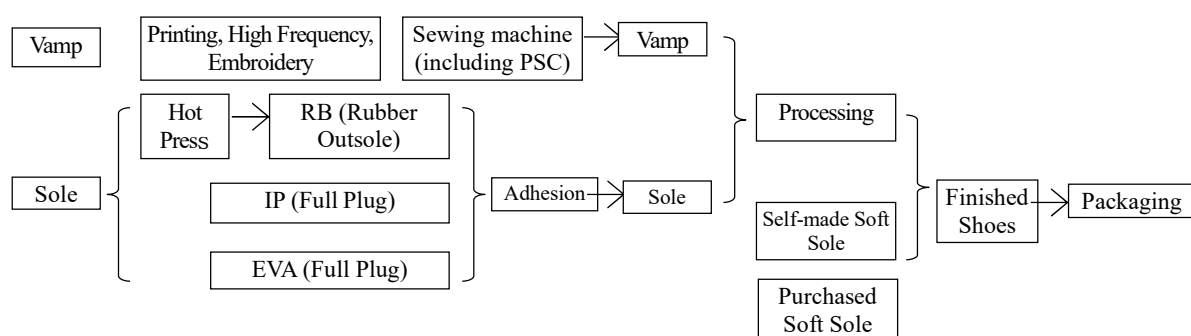 Vamp
Printing, High Frequency,
Embroidery
Sewing machine
(including PSC)
Vamp
Hot
Press
RB (Rubber
Outsole)
Processing
Sole
IP (Full Plug)
Adhesion
Sole
Finished
Shoes
Packaging
Self-made Soft
Sole
EVA (Full Plug)
Purchased
Soft Sole